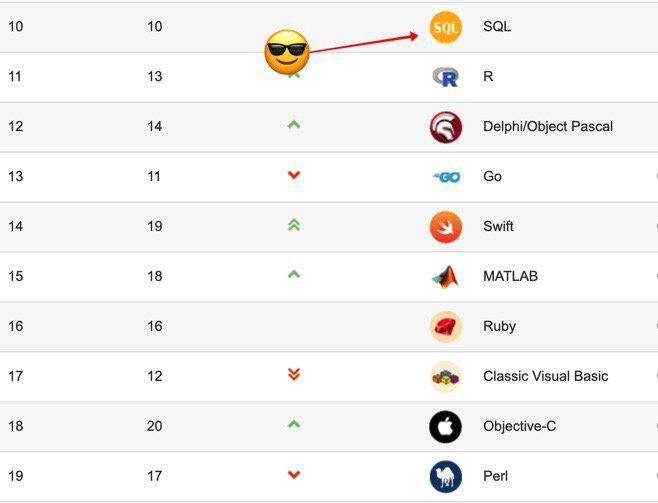 10 10 SQL SQL
11 13 R R
12 14 Delphi/Object Pascal
13 11 GO Go
14 19 Swift
15 18 MATLAB
16 16 Ruby
17 12 Classic Visual Basic
18 20 Objective-C
19 17 Perl